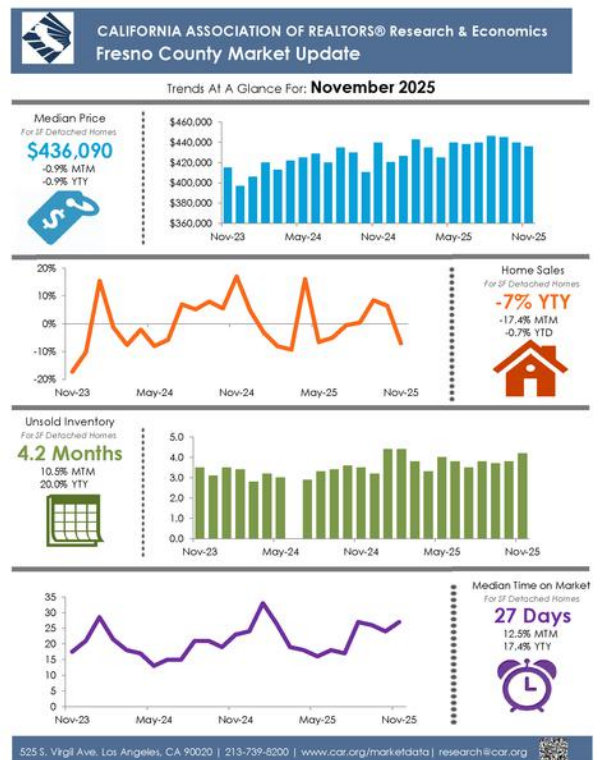 CALIFORNIA ASSOCIATION OF REALTORS® Research & Economics
Fresno County Market Update
Trends At A Glance For: November 2025
Median Price
For SF Detached Homes
$436,090
-0.9% MTM
-0.9% YTY
$
$460,000
$440,000
$420,000
$400,000
$380,000
$360,000
Nov-23 May-24 Nov-24 May-25 Nov-25
20%
10%
0%
-10%
-20%
Nov-23 May-24 Nov-24 May-25 Nov-25
Home Sales
For SF Detached Homes
-7% YTY
-17.4% MTM
-0.7% YTD
Unsold Inventory
For SF Detached Homes
4.2 Months
10.5% MTM
20.0% YTY
5.0
4.0
3.0
2.0
1.0
0.0
Nov-23 May-24 Nov-24 May-25 Nov-25
35
30
25
20
15
10
5
0
Nov-23 May-24 Nov-24 May-25 Nov-25
Median Time on Market
For SF Detached Homes
27 Days
12.5% MTM
17.4% YTY
525 S. Virgil Ave. Los Angeles, CA 90020 | 213-739-8200 | www.car.org/marketdata| research@car.org